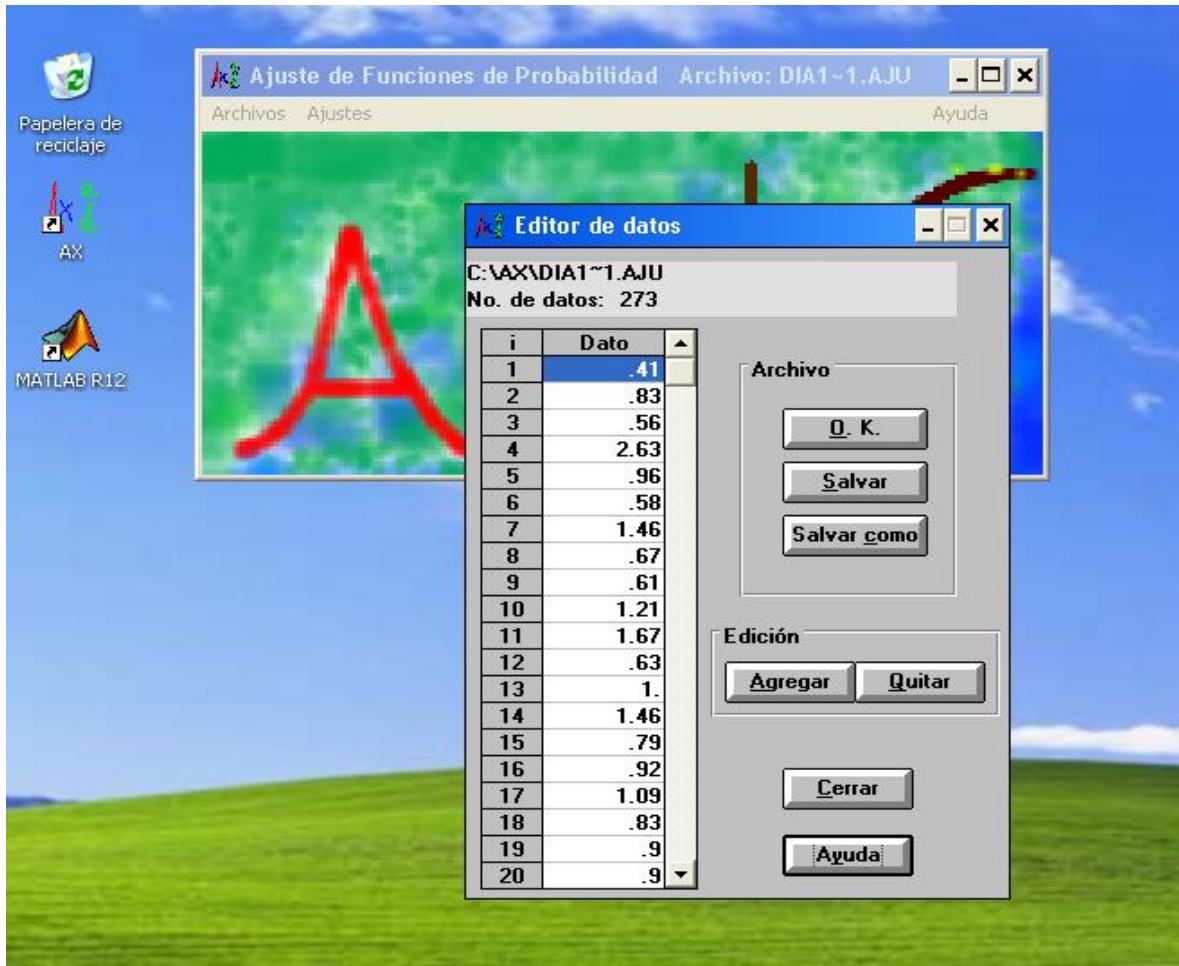 Papelera de
reciclaje
AX
MATLAB R12
Ajuste de Funciones de Probabilidad Archivo: DIA1~1.AJU
Archivos Ajustes Ayuda
Editor de datos
C:\AX\DIA1~1.AJU
No. de datos: 273
i Dato
1 .41
2 .83
3 .56
4 2.63
5 .96
6 .58
7 1.46
8 .67
9 .61
10 1.21
11 1.67
12 .63
13 1.
14 1.46
15 .79
16 .92
17 1.09
18 .83
19 .9
20 .9
Archivo
O. K.
Salvar
Salvar como
Edición
Agregar Quitar
Cerrar
Ayuda